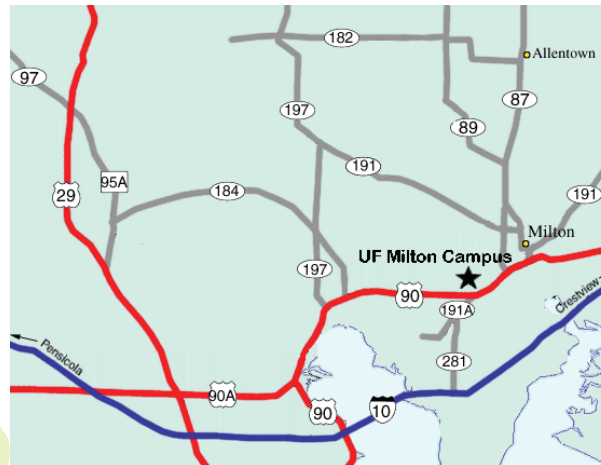 182
Allentown
97
87
197
89
191
95A
184
191
29
Milton
UF Milton Campus
197
90
191A
Crestview
Pensicola
281
90A
90
10